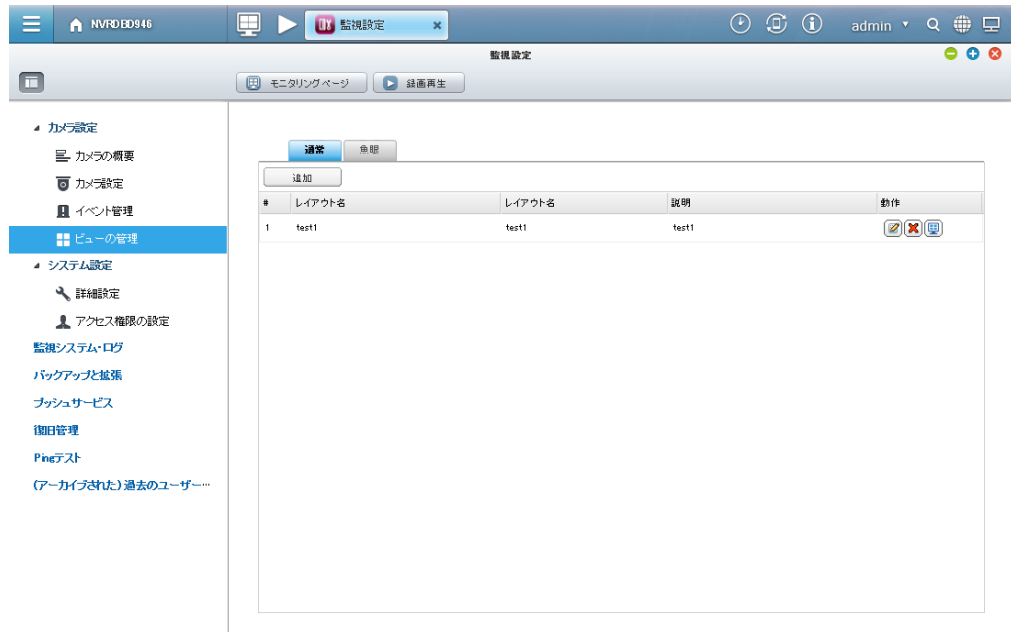 NVRDBD946
監視設定
admin
監視設定
モニタリングページ
録画再生
カメラ設定
カメラの概要
カメラ設定
イベント管理
ビューの管理
システム設定
詳細設定
アクセス権限の設定
監視システム・ログ
バックアップと拡張
プッシュサービス
復旧管理
Pingテスト
(アーカイブされた)過去のユーザー…
通常 魚眼
追加
# レイアウト名 レイアウト名 説明 動作
1 test1 test1 test1